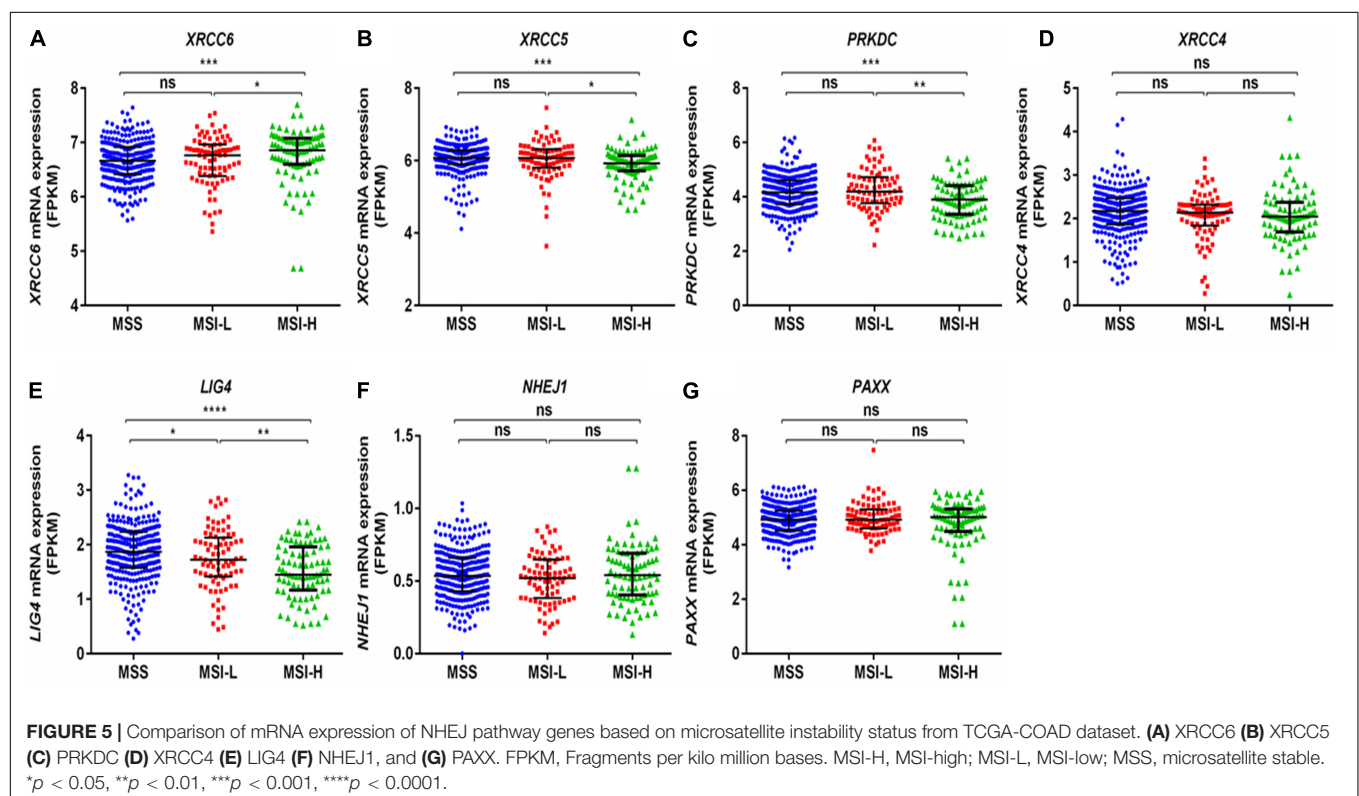 A
XRCC6
***
ns
*
XRCC6 mRNA expression
(FPKM)
8
7
6
5
4
MSS
MSI-L
MSI-H
B
XRCC5
***
ns
*
XRCC5 mRNA expression
(FPKM)
8
6
4
2
MSS
MSI-L
MSI-H
C
PRKDC
***
ns
**
PRKDC mRNA expression
(FPKM)
8
6
4
2
0
MSS
MSI-L
MSI-H
D
XRCC4
ns
ns
ns
XRCC4 mRNA expression
(FPKM)
5
4
3
2
1
0
MSS
MSI-L
MSI-H
E
LIG4
****
*
**
LIG4 mRNA expression
(FPKM)
4
3
2
1
0
MSS
MSI-L
MSI-H
F
NHEJ1
ns
ns
ns
NHEJ1 mRNA expression
(FPKM)
1.5
1.0
0.5
0.0
MSS
MSI-L
MSI-H
G
PAXX
ns
ns
ns
PAXX mRNA expression
(FPKM)
8
6
4
2
0
MSS
MSI-L
MSI-H
FIGURE 5 | Comparison of mRNA expression of NHEJ pathway genes based on microsatellite instability status from TCGA-COAD dataset. (A) XRCC6 (B) XRCC5
(C) PRKDC (D) XRCC4 (E) LIG4 (F) NHEJ1, and (G) PAXX. FPKM, Fragments per kilo million bases. MSI-H, MSI-high; MSI-L, MSI-low; MSS, microsatellite stable.
*p < 0.05, **p < 0.01, ***p < 0.001, ****p < 0.0001.